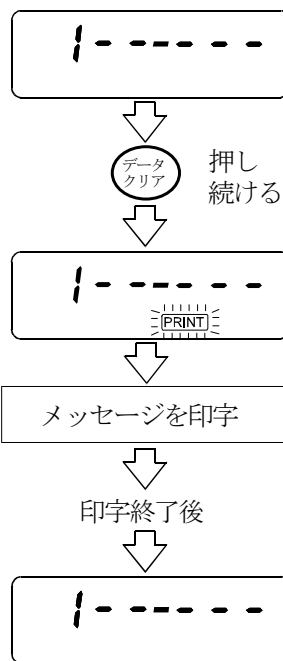 1------
データ
クリア
押し
続ける
1------
PRINT
メッセージを印字
印字終了後
1------